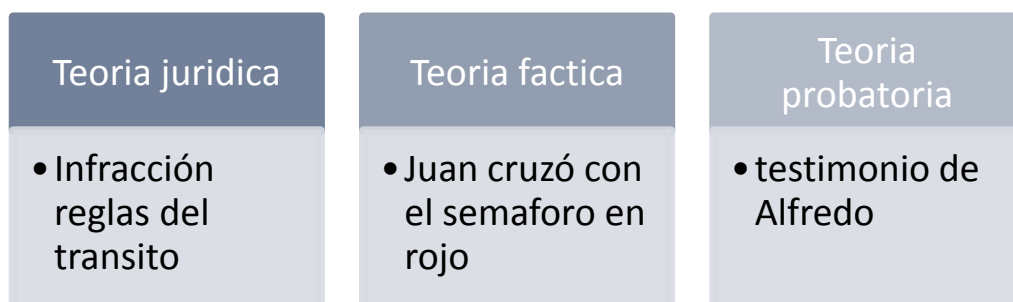 Teoria juridica
• Infracción
reglas del
transito
Teoria factica
• Juan cruzó con
el semaforo en
rojo
Teoria
probatoria
• testimonio de
Alfredo